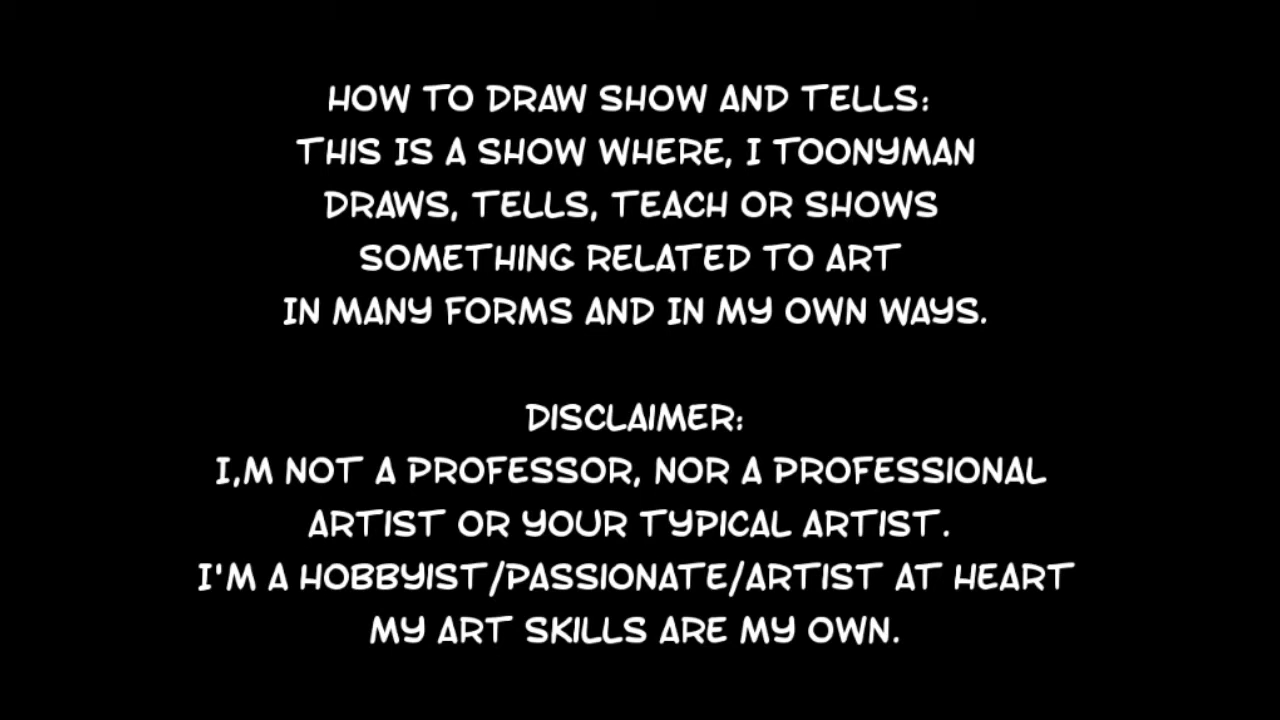 HOW TO DRAW SHOW AND TELLS:
THIS IS A SHOW WHERE, I TOONYMAN
DRAWS, TELLS, TEACH OR SHOWS
SOMETHING RELATED TO ART
IN MANY FORMS AND IN MY OWN WAYS.
DISCLAIMER:
I,M NOT A PROFESSOR, NOR A PROFESSIONAL
ARTIST OR YOUR TYPICAL ARTIST.
I'M A HOBBYIST/PASSIONATE/ARTIST AT HEART
MY ART SKILLS ARE MY OWN.